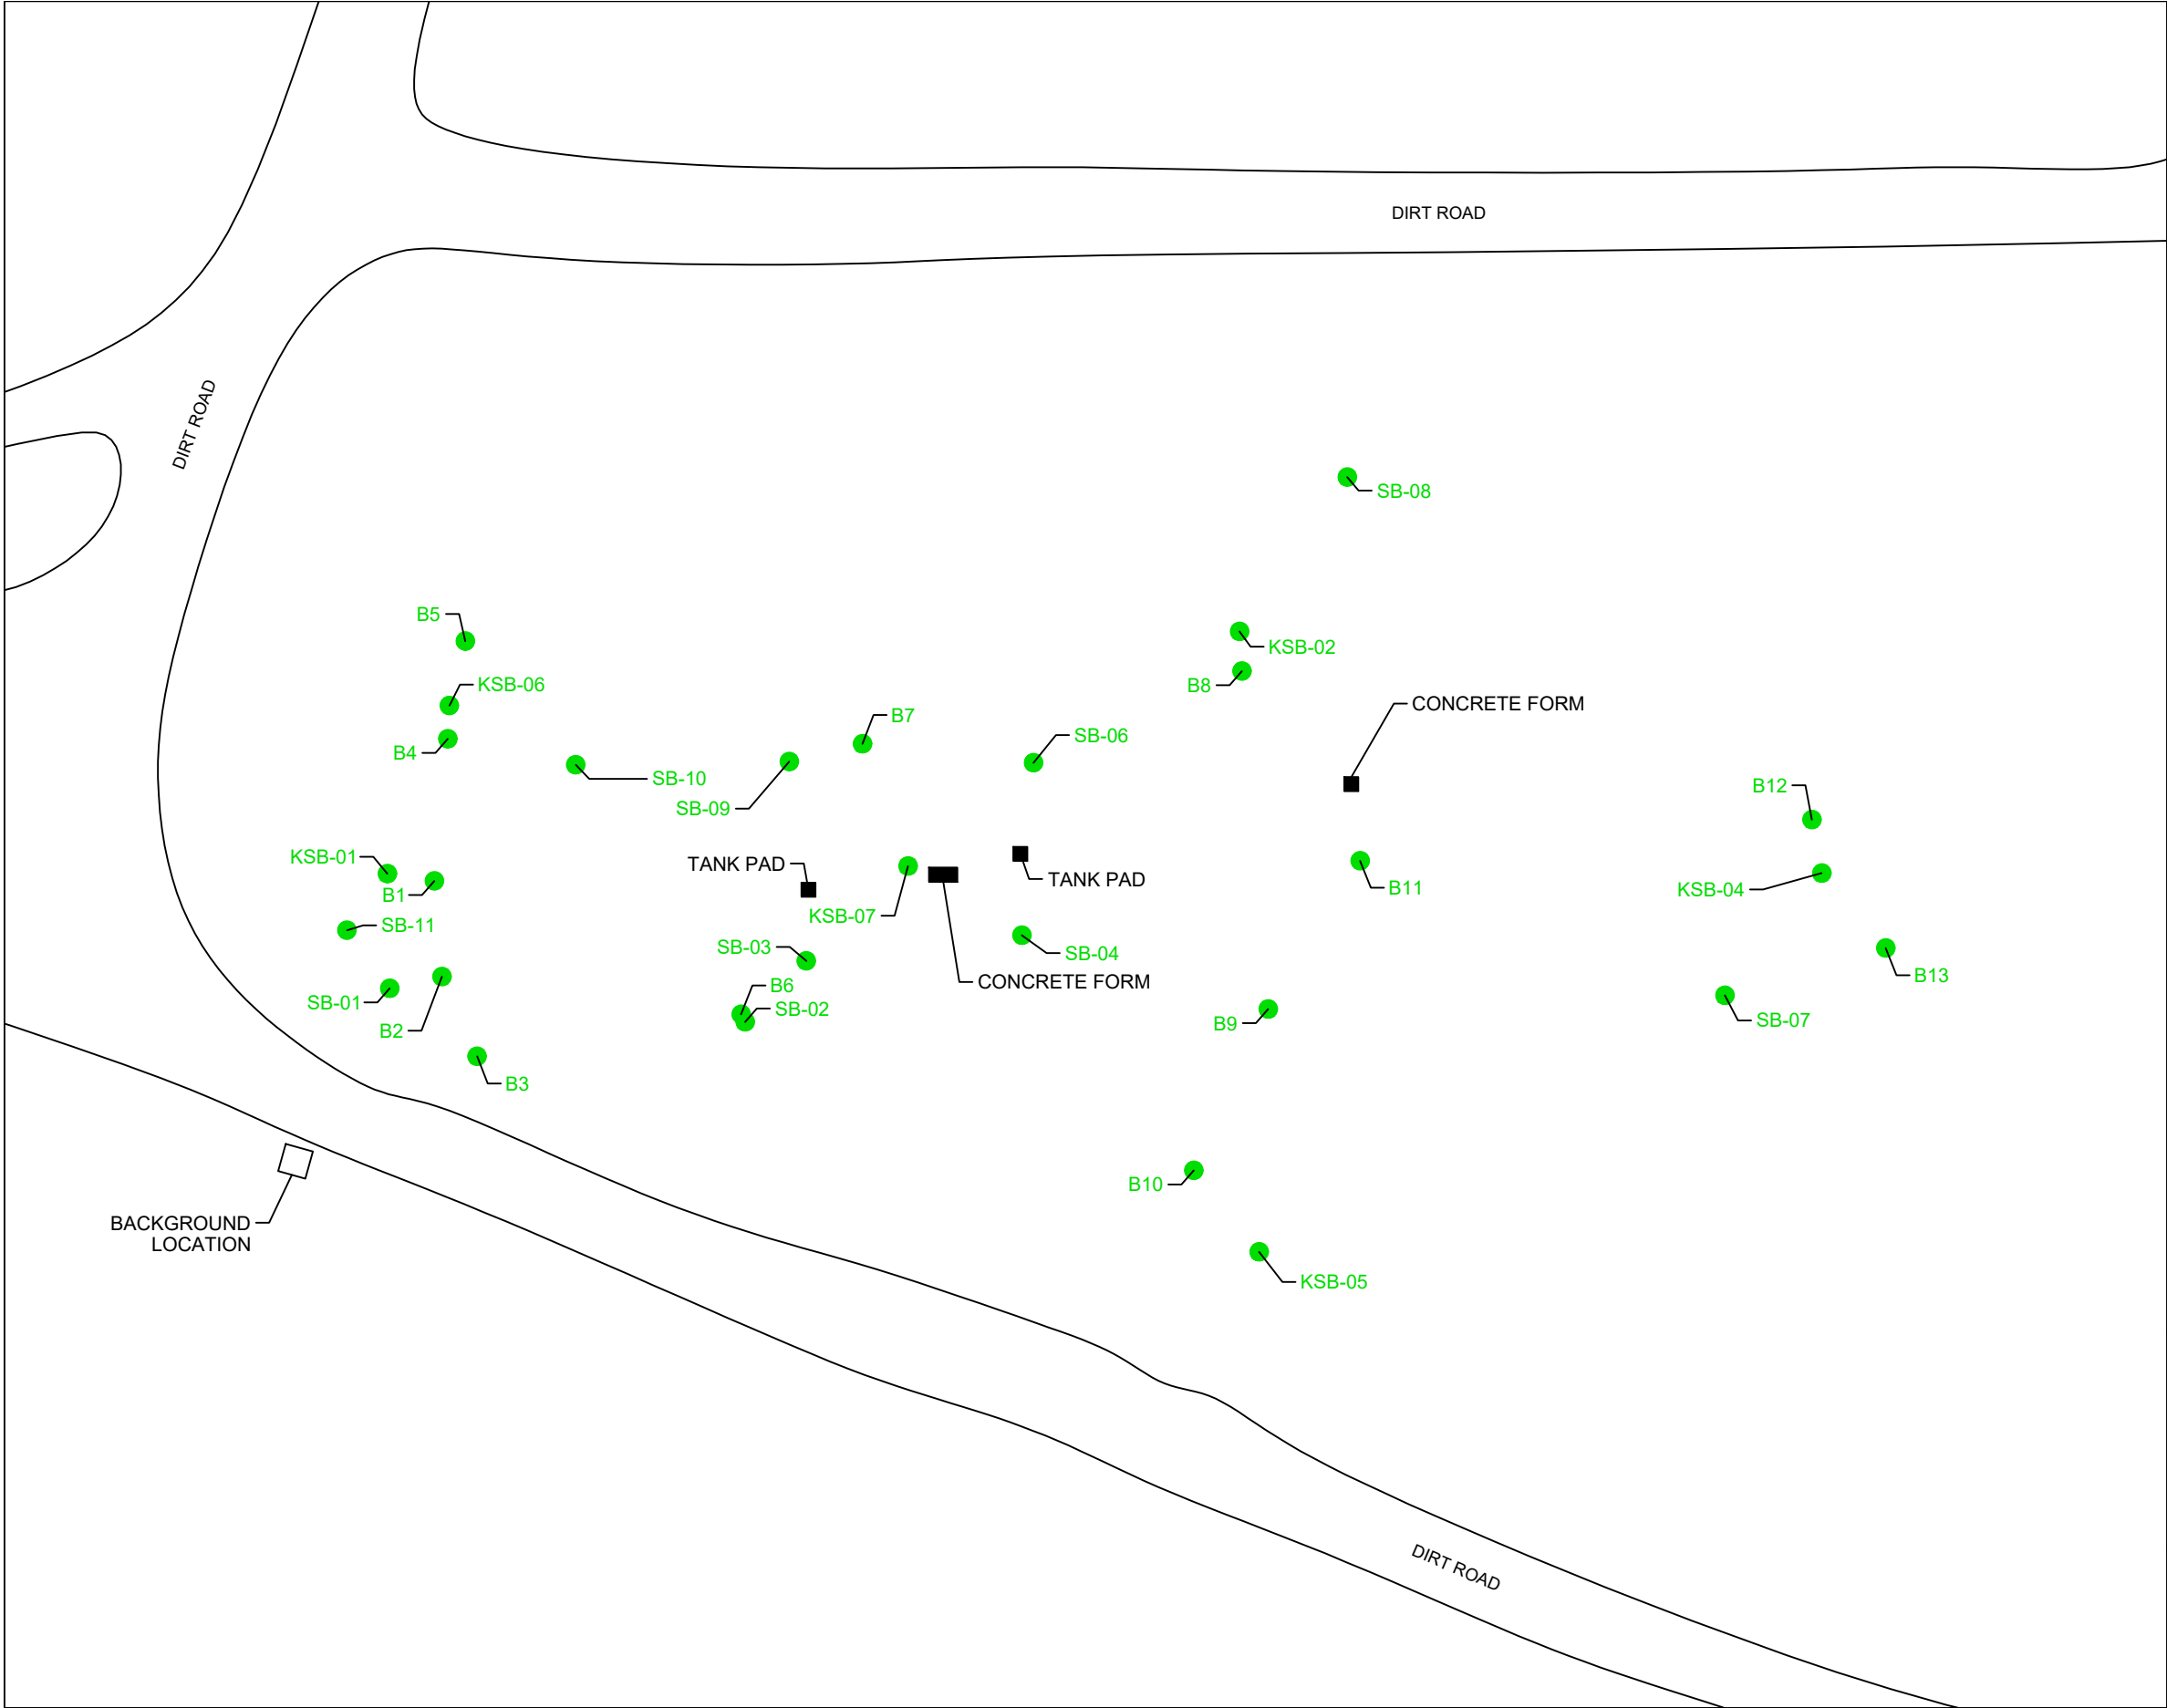 DIRT ROAD
DIRT ROAD
SB-08
B5
KSB-02
KSB-06
B8
CONCRETE FORM
B7
SB-06
B4
SB-10
B12
SB-09
KSB-01
TANK PAD
TANK PAD
B11
KSB-04
B1
KSB-07
SB-11
SB-03
SB-04
B13
CONCRETE FORM
B6
SB-01
SB-02
SB-07
B9
B2
B3
B10
BACKGROUND
LOCATION
KSB-05
DIRT ROAD